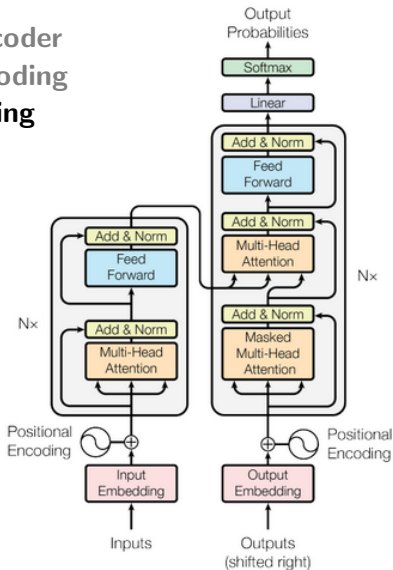 coder
oding
ing
Output
Probabilities
Softmax
Linear
Add & Norm
Feed
Forward
Add & Norm
Multi-Head
Attention
Nx
Add & Norm
Masked
Multi-Head
Attention
Add & Norm
Feed
Forward
Nx
Add & Norm
Multi-Head
Attention
Positional
Encoding
Positional
Encoding
Input
Embedding
Output
Embedding
Inputs
Outputs
(shifted right)